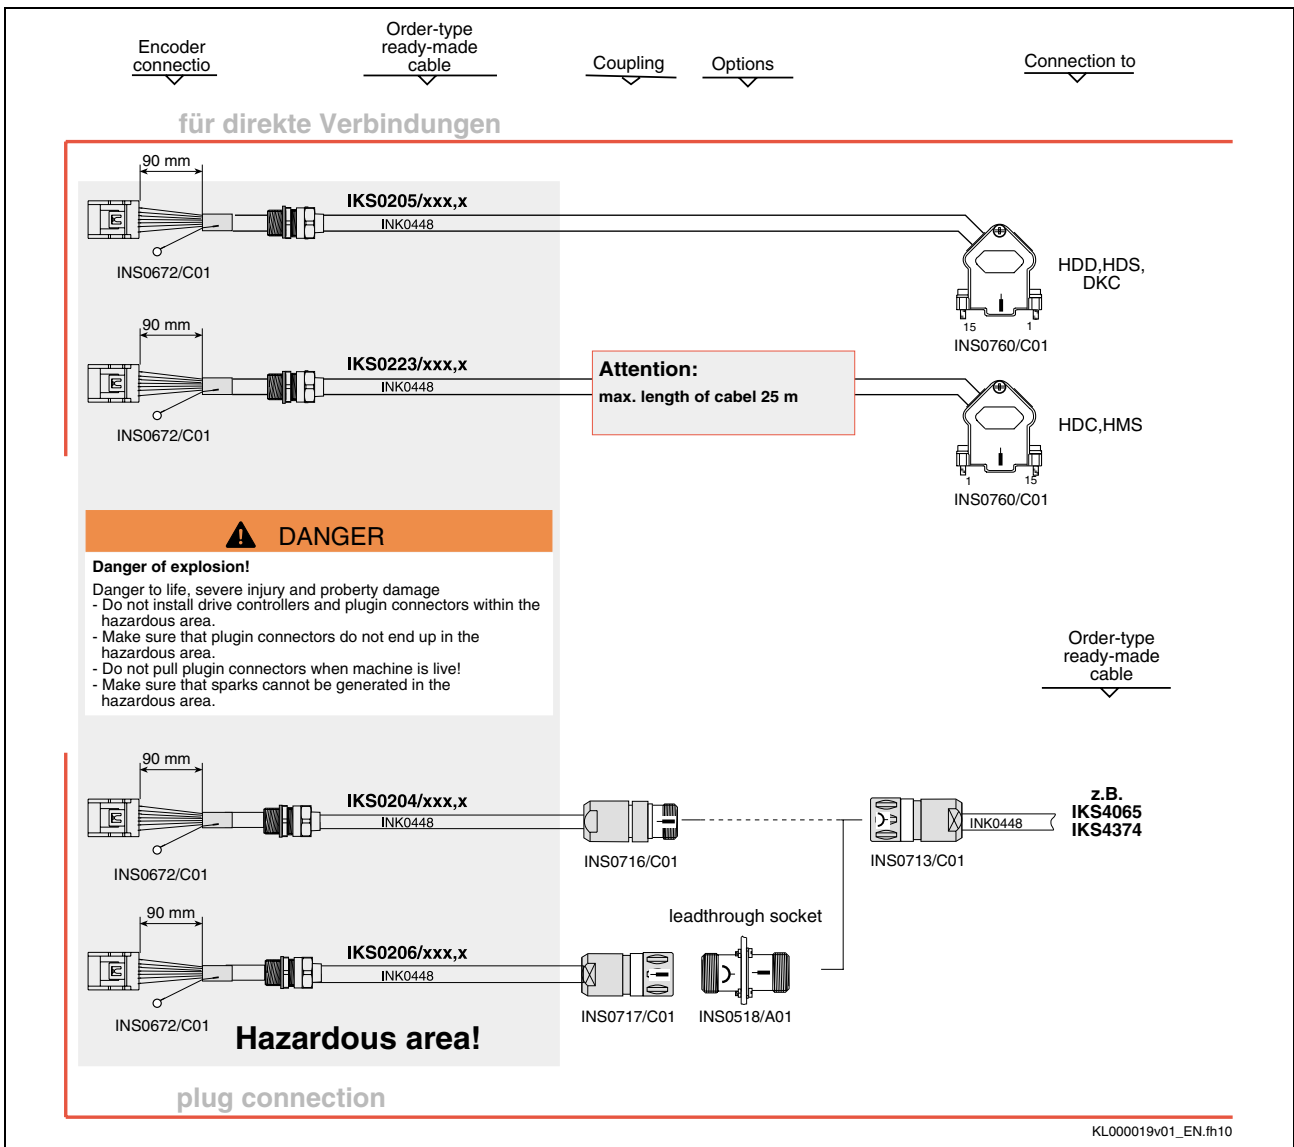 Encoder
connectio
Order-type
ready-made
cable
Coupling
Options
Connection to
für direkte Verbindungen
90 mm
IKS0205/xxx,x
INK0448
INS0672/C01
HDD,HDS,
DKC
15
1
INS0760/C01
90 mm
IKS0223/xxx,x
INK0448
INS0672/C01
Attention:
max. length of cabel 25 m
HDC,HMS
1
15
INS0760/C01
DANGER
Danger of explosion!
Danger to life, severe injury and proberty damage
- Do not install drive controllers and plugin connectors within the
hazardous area.
- Make sure that plugin connectors do not end up in the
hazardous area.
- Do not pull plugin connectors when machine is live!
- Make sure that sparks cannot be generated in the
hazardous area.
Order-type
ready-made
cable
90 mm
IKS0204/xxx,x
INK0448
INS0672/C01
INS0716/C01
INS0713/C01
INK0448
z.B.
IKS4065
IKS4374
90 mm
IKS0206/xxx,x
INK0448
INS0672/C01
leadthrough socket
INS0717/C01
INS0518/A01
Hazardous area!
plug connection
KL000019v01_EN.fh10